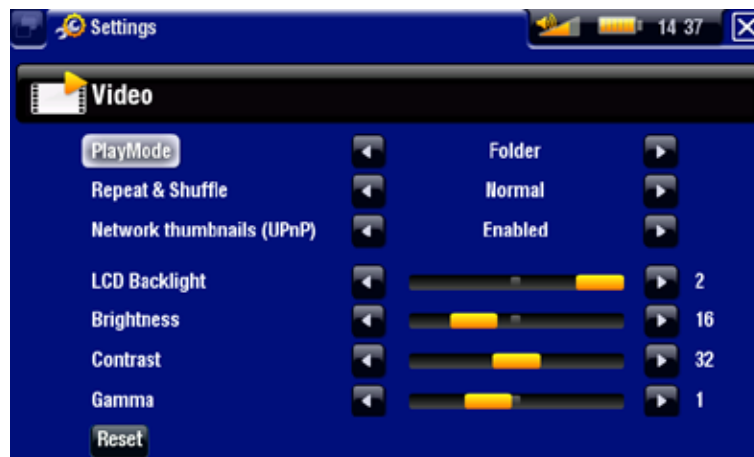 Settings 14 37
Video
PlayMode Folder
Repeat & Shuffle Normal
Network thumbnails (UPnP) Enabled
LCD Backlight 2
Brightness 16
Contrast 32
Gamma 1
Reset